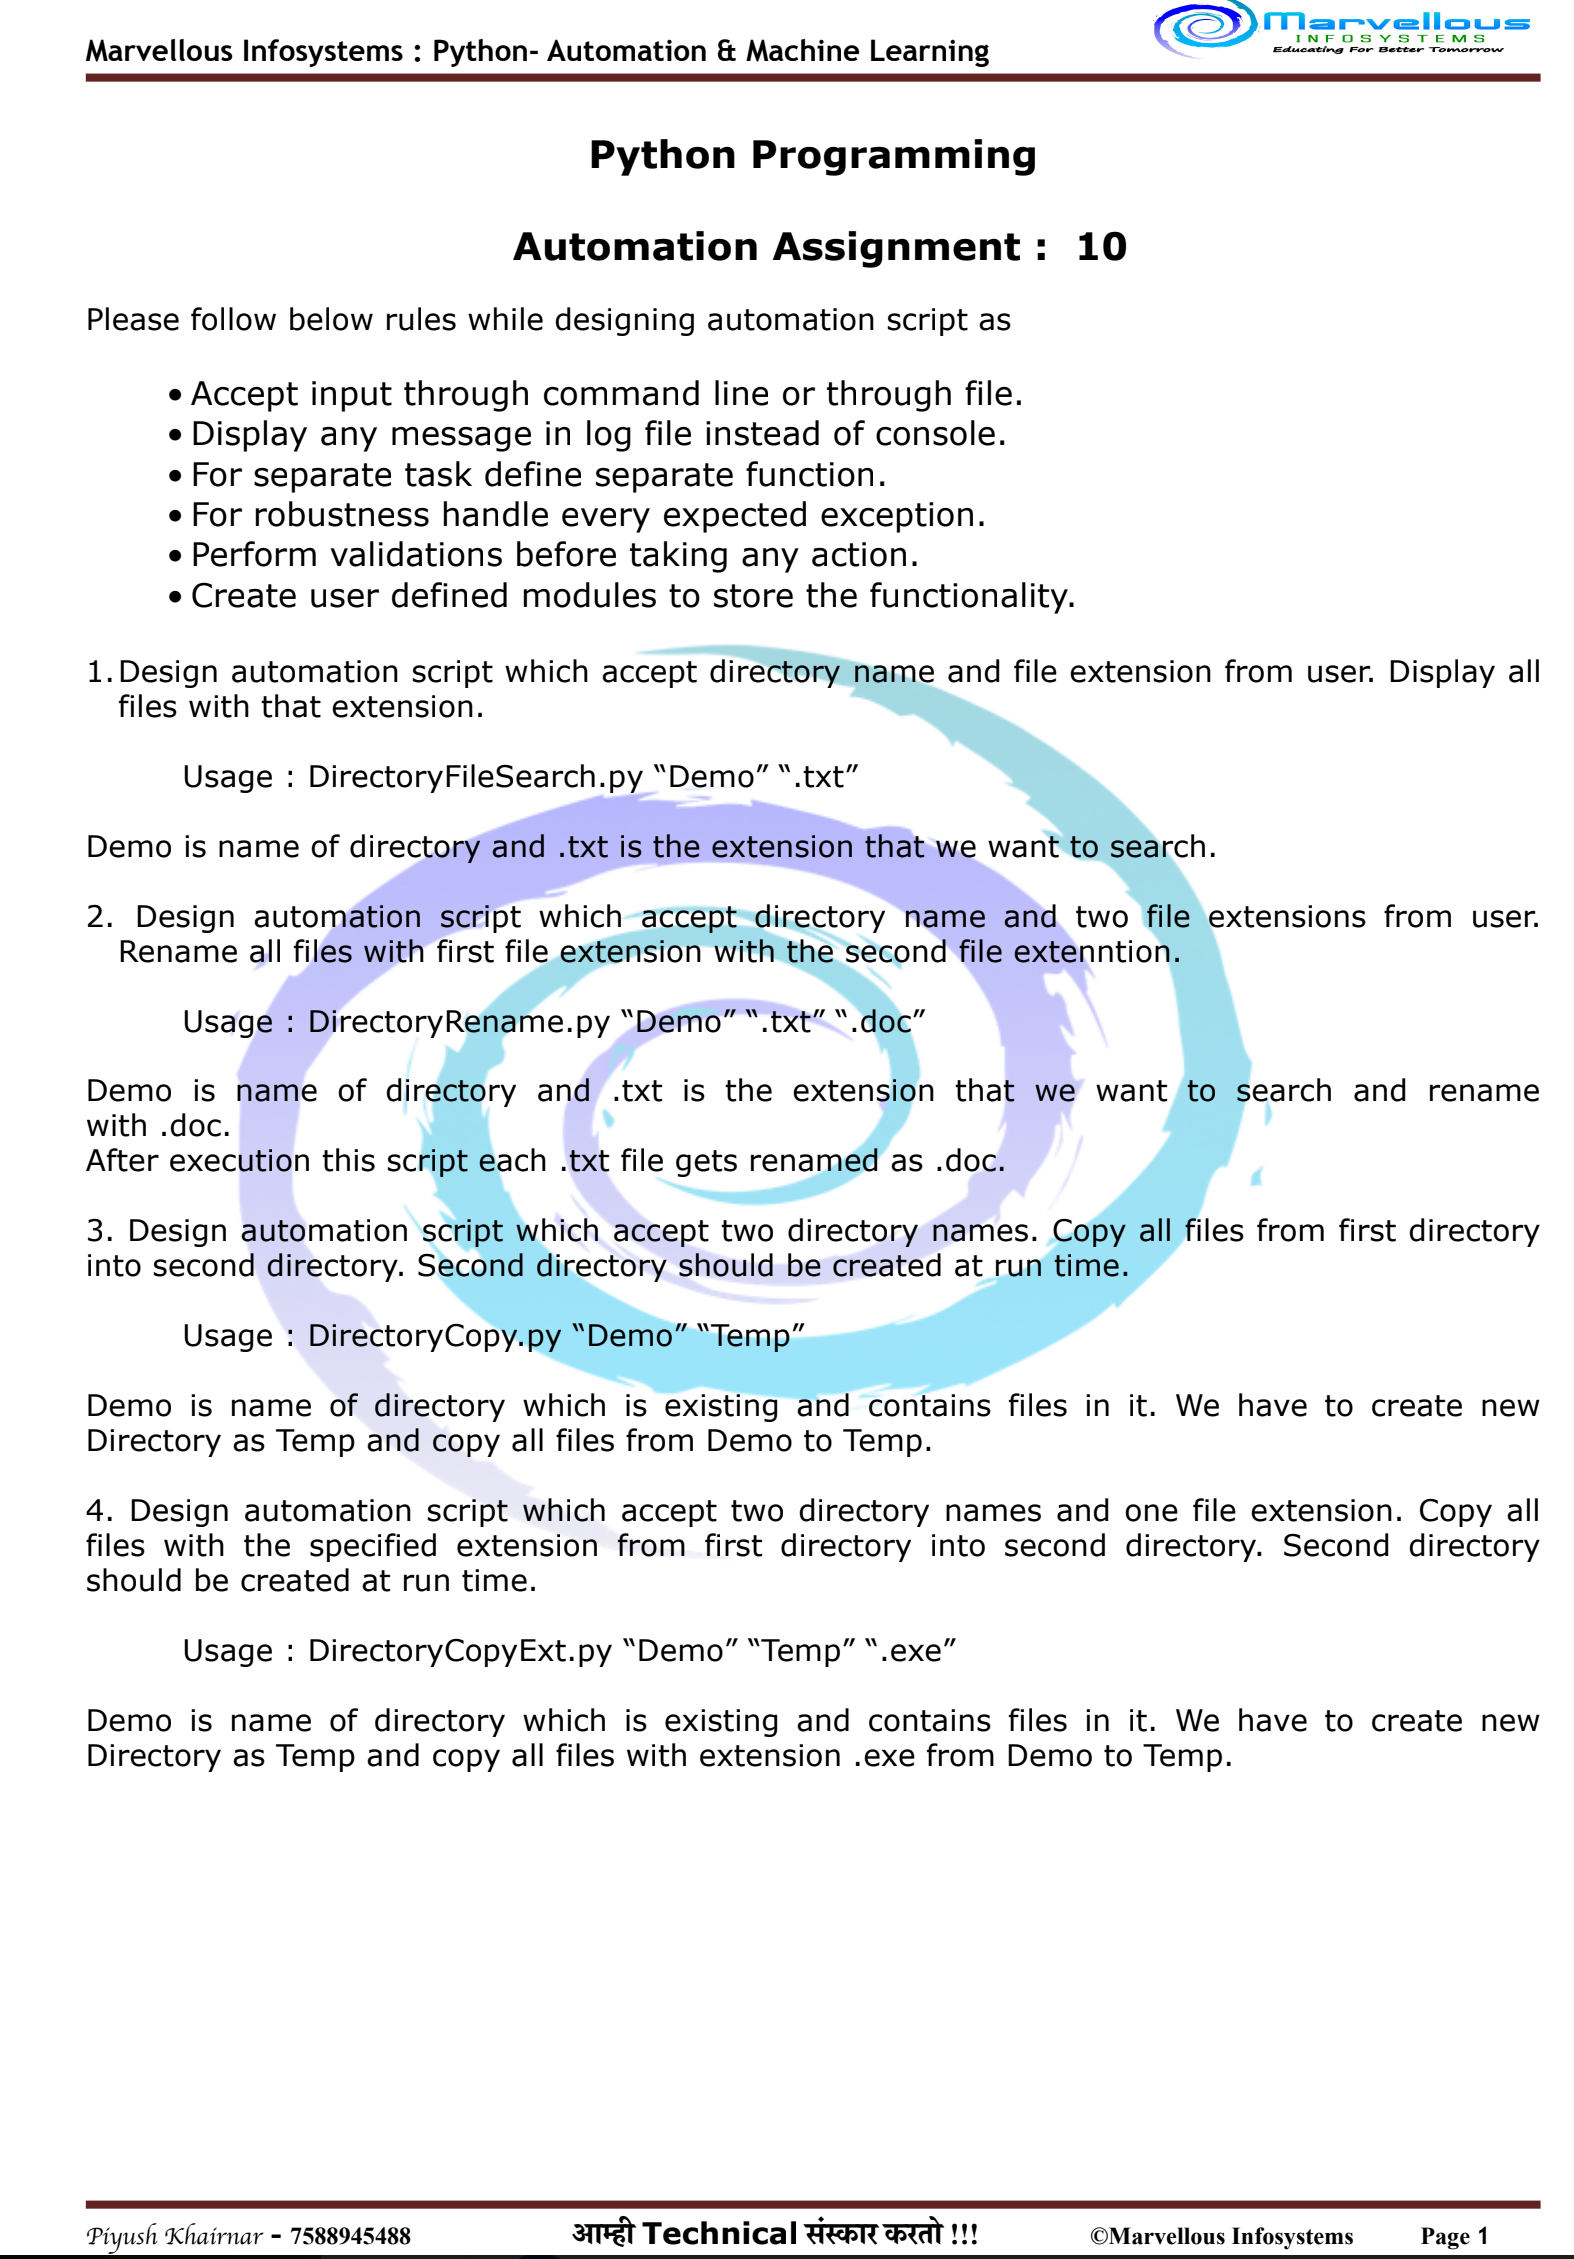 Marvellous Infosystems : Python- Automation & Machine Learning
Marvellous
INFOSYSTEMS
Educating For Better Tomorrow
Python Programming
Automation Assignment : 10
Please follow below rules while designing automation script as
• Accept input through command line or through file.
• Display any message in log file instead of console.
• For separate task define separate function.
• For robustness handle every expected exception.
• Perform validations before taking any action.
• Create user defined modules to store the functionality.
1. Design automation script which accept directory name and file extension from user. Display all
files with that extension.
Usage : DirectoryFileSearch.py “Demo” “.txt”
Demo is name of directory and .txt is the extension that we want to search.
2. Design automation script which accept directory name and two file extensions from user.
Rename all files with first file extension with the second file extenntion.
Usage : DirectoryRename.py “Demo” “.txt” “.doc”
Demo is name of directory and .txt is the extension that we want to search and rename
with .doc.
After execution this script each .txt file gets renamed as .doc.
3. Design automation script which accept two directory names. Copy all files from first directory
into second directory. Second directory should be created at run time.
Usage : DirectoryCopy.py “Demo” “Temp”
Demo is name of directory which is existing and contains files in it. We have to create new
Directory as Temp and copy all files from Demo to Temp.
4. Design automation script which accept two directory names and one file extension. Copy all
files with the specified extension from first directory into second directory. Second directory
should be created at run time.
Usage : DirectoryCopyExt.py “Demo” “Temp” “.exe”
Demo is name of directory which is existing and contains files in it. We have to create new
Directory as Temp and copy all files with extension .exe from Demo to Temp.
Piyush Khairnar - 7588945488 आम्ही Technical संस्कार करतो !!! ©Marvellous Infosystems Page 1